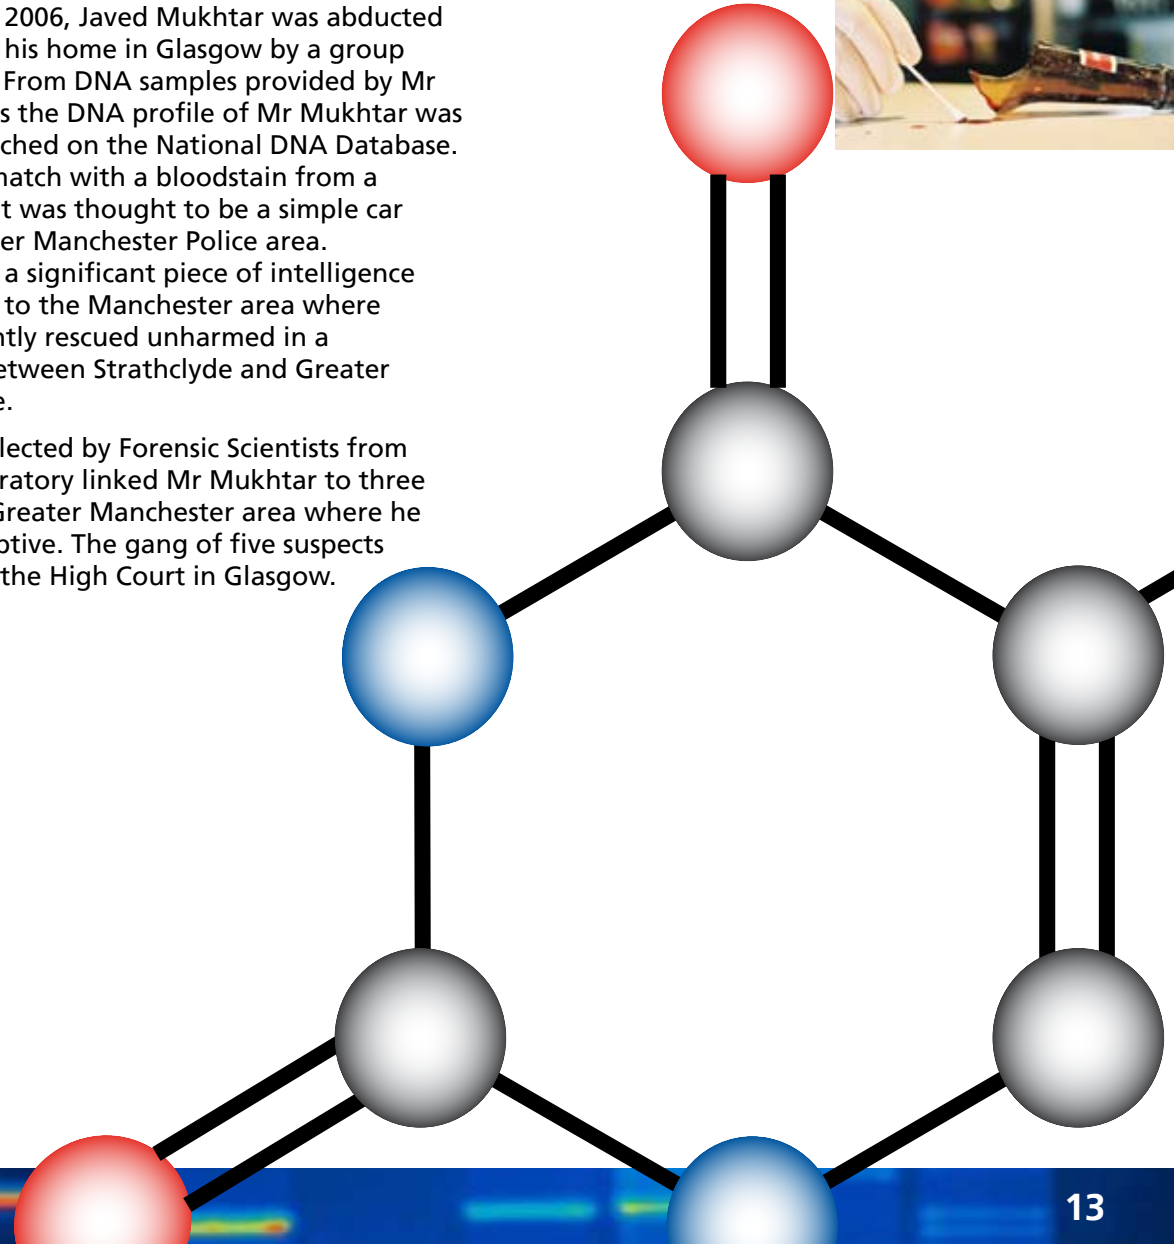 2006, Javed Mukhtar was abducted
his home in Glasgow by a group
From DNA samples provided by Mr
s the DNA profile of Mr Mukhtar was
ched on the National DNA Database.
natch with a bloodstain from a
t was thought to be a simple car
er Manchester Police area.
a significant piece of intelligence
to the Manchester area where
ntly rescued unharmed in a
etween Strathclyde and Greater
e.
lected by Forensic Scientists from
ratory linked Mr Mukhtar to three
Greater Manchester area where he
ptive. The gang of five suspects
the High Court in Glasgow.
13